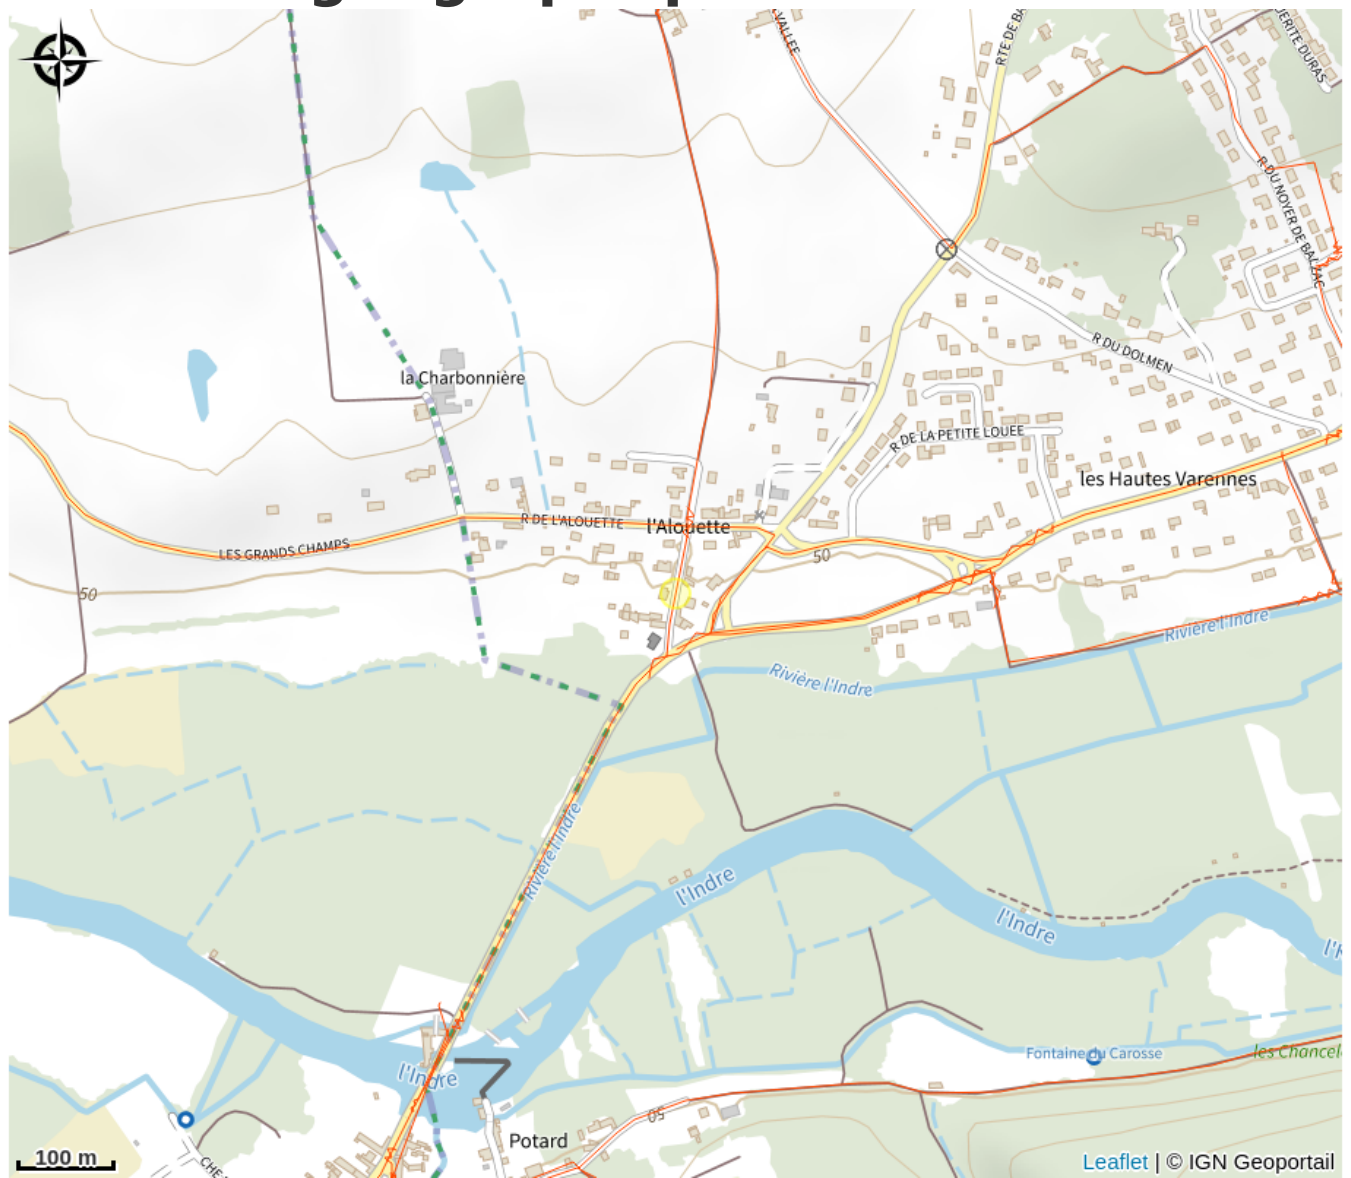 RTE DE BA
R DU NOYER DE BALZAC
R DU DOLMEN
la Charbonnière
R DE LA PETITE LOUEE
les Hautes Varennes
R DE L'ALOUETTE
l'Alouette
LES GRANDS CHAMPS
50
50
Rivière l'Indre
Rivière l'Indre
Rivière l'Indre
l'Indre
l'Indre
Fontaine du Carosse
les Chancel
l'Indre
50
Potard
100 m
Leaflet | © IGN Geoportail